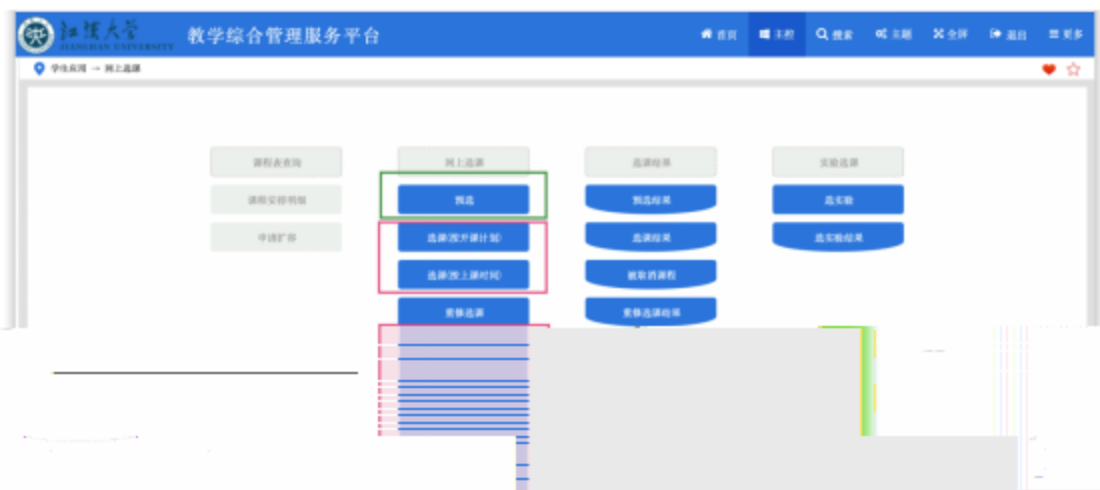 江汉大学 JIANGHAN UNIVERSITY 教学综合管理服务平台 首页 主控 搜索 主题 全屏 退出 更多
学生应用 → 网上选课
课程表查询 网上选课 选课结果 实验选课
课程安排明细 预选 预选结果 选实验
申请扩容 选课(按开课计划) 选课结果 选实验结果
选课(按上课时间) 被取消课程
重修选课 重修选课结果